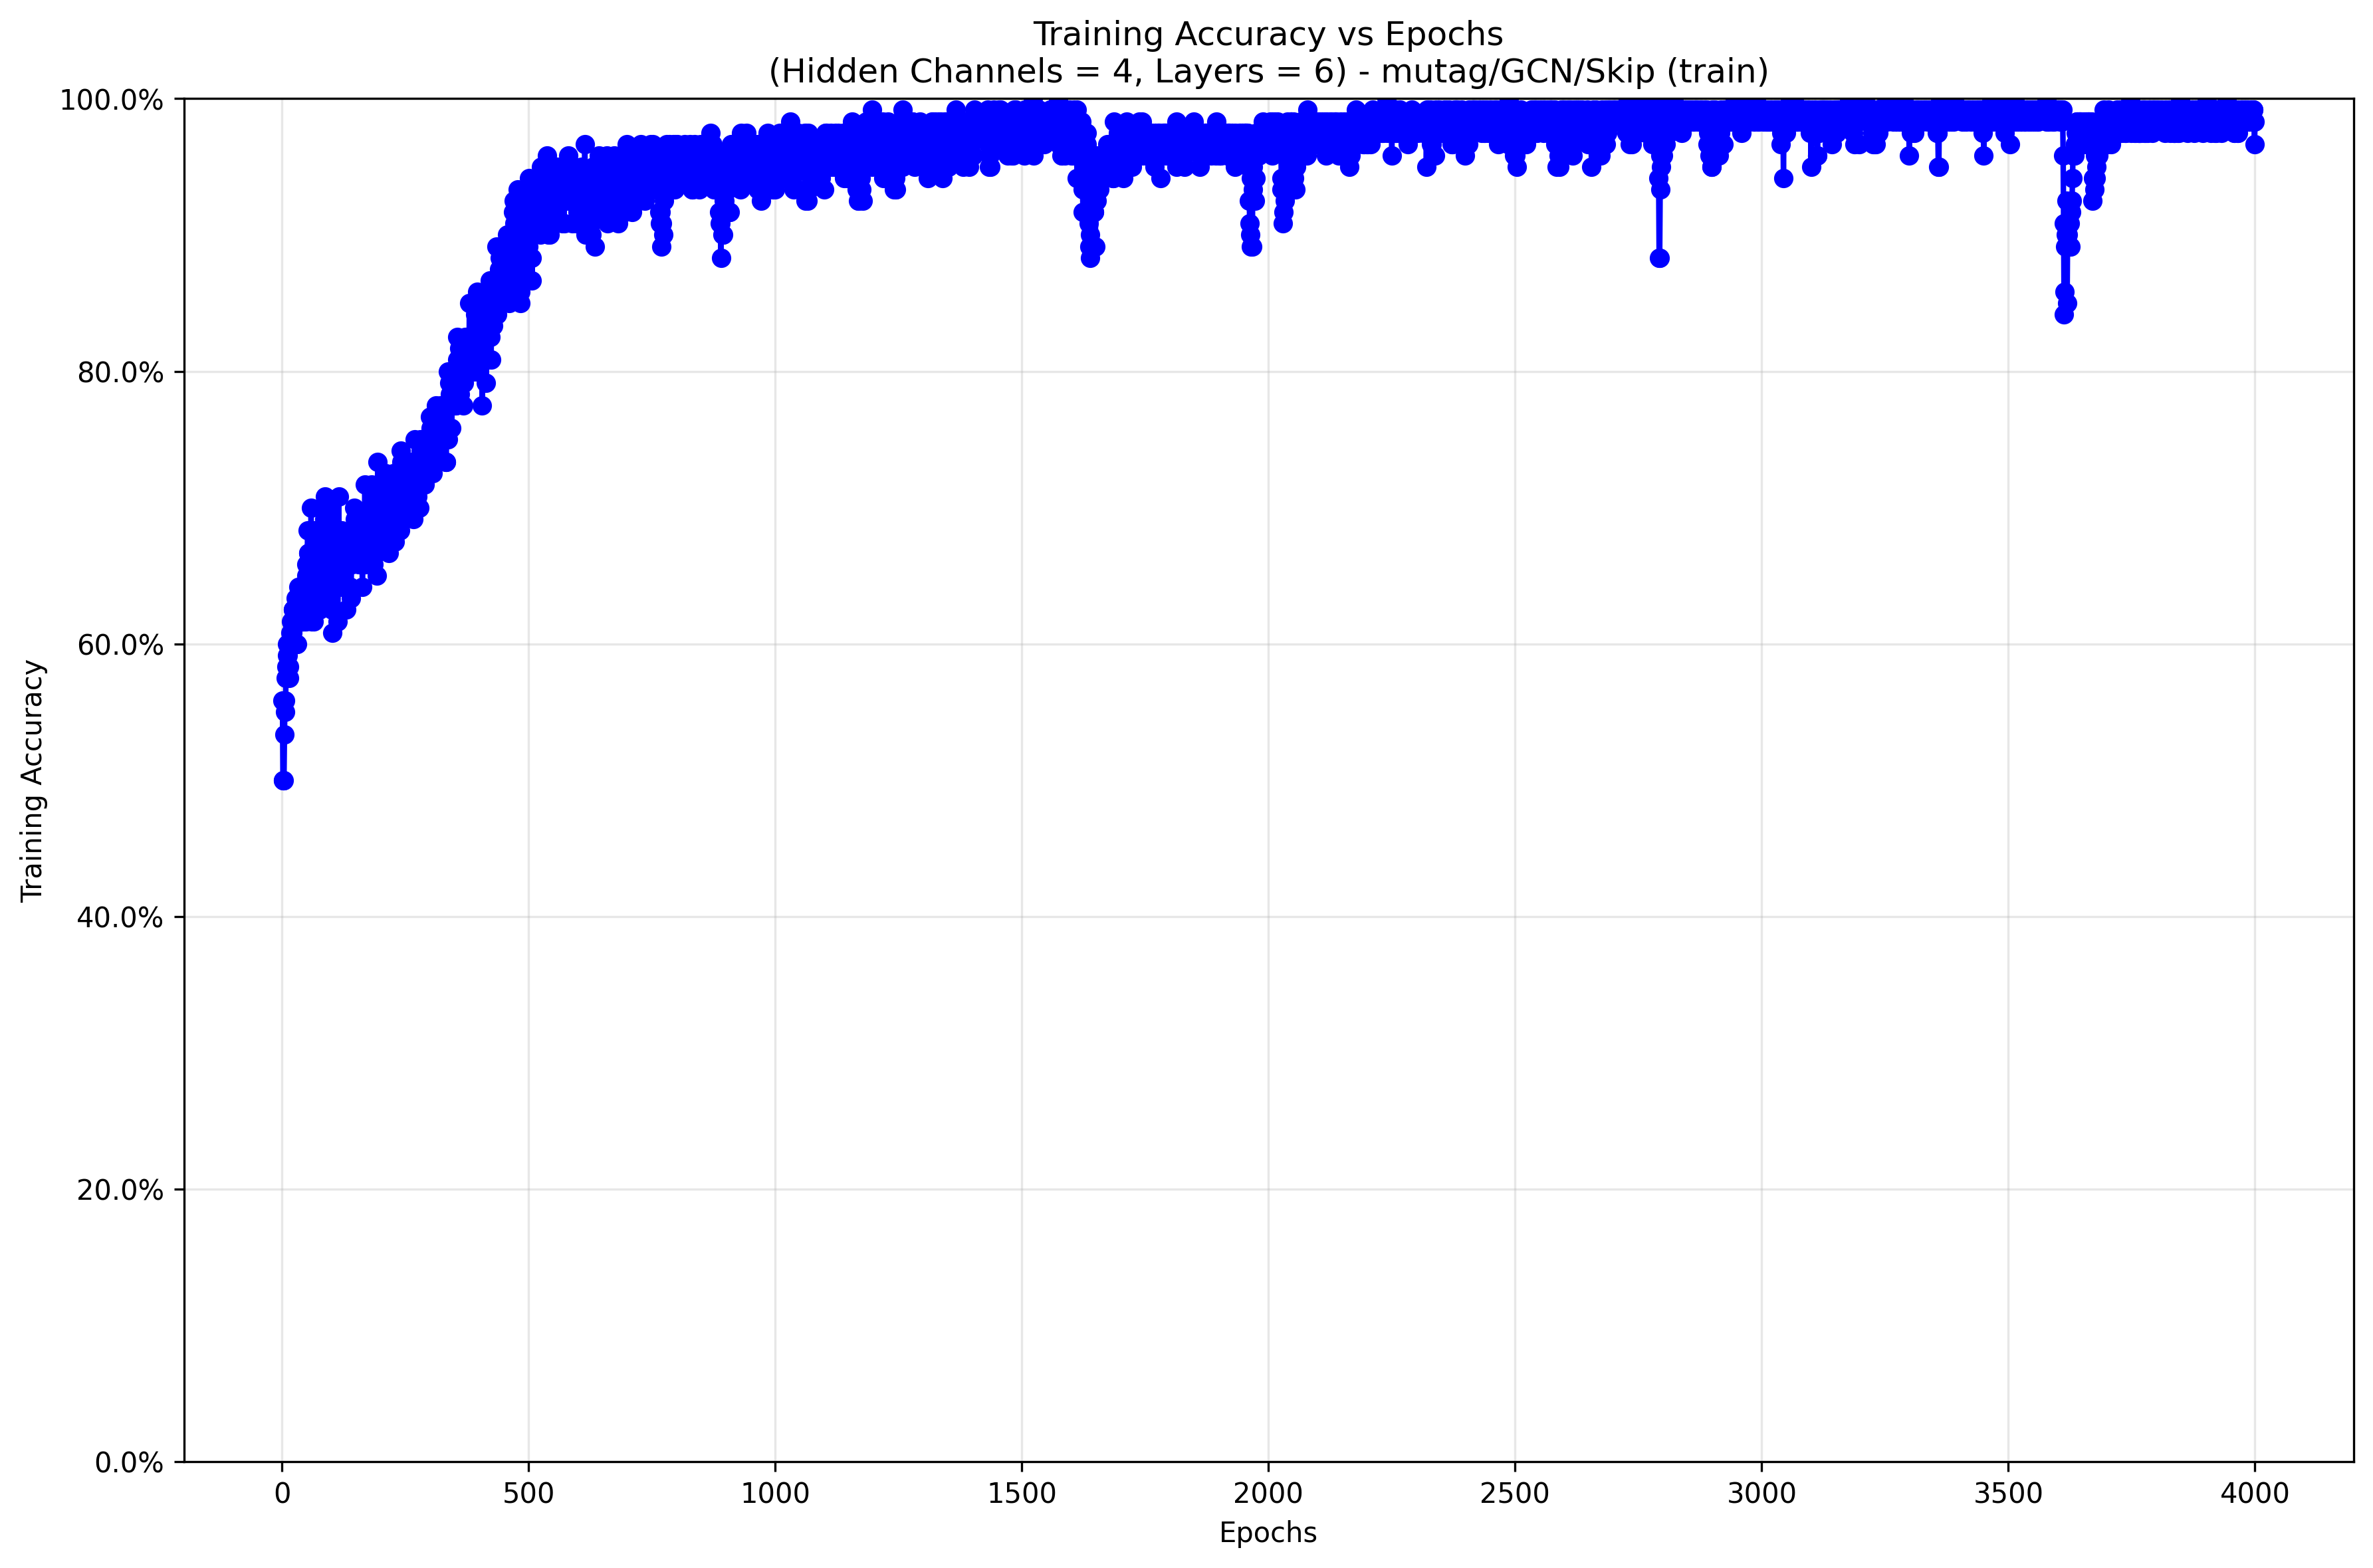 Training Accuracy vs Epochs
(Hidden Channels = 4, Layers = 6) - mutag/GCN/Skip (train)
100.0%
80.0%
60.0%
40.0%
20.0%
0.0%
Training Accuracy
0 500 1000 1500 2000 2500 3000 3500 4000
Epochs